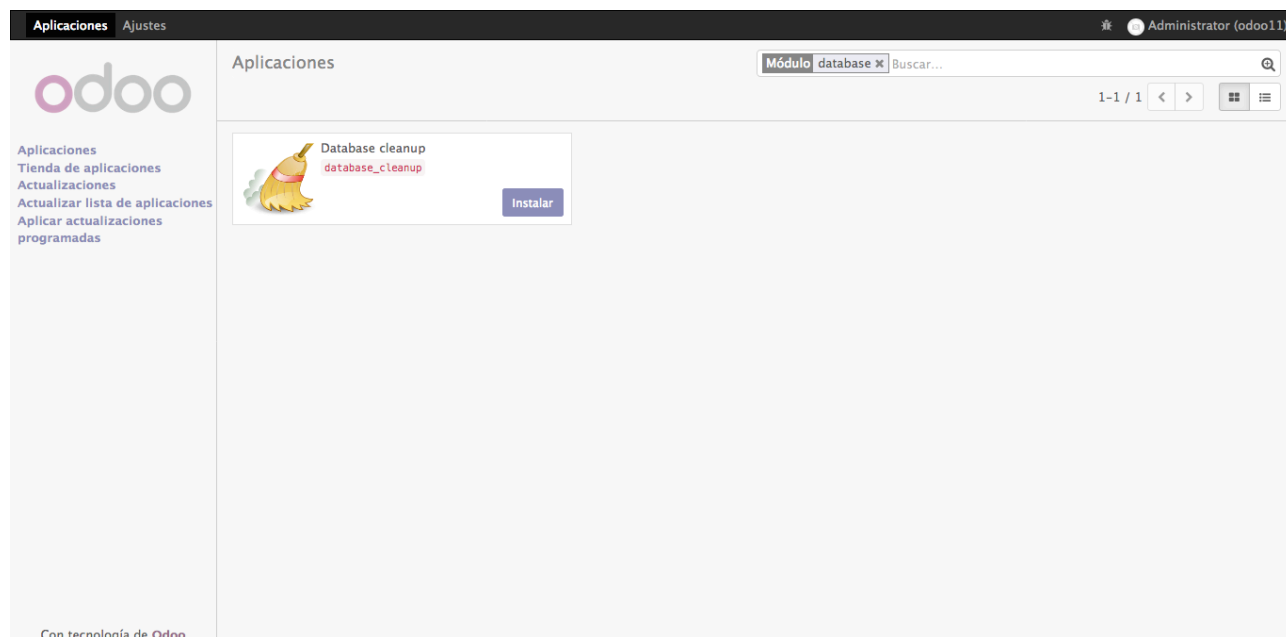 Aplicaciones Ajustes
Administrator (odoo11)
odoo
Aplicaciones
Tienda de aplicaciones
Actualizaciones
Actualizar lista de aplicaciones
Aplicar actualizaciones
programadas
Con tecnología de Odoo
Aplicaciones
Módulo database Buscar...
1-1 / 1
Database cleanup
database_cleanup
Instalar